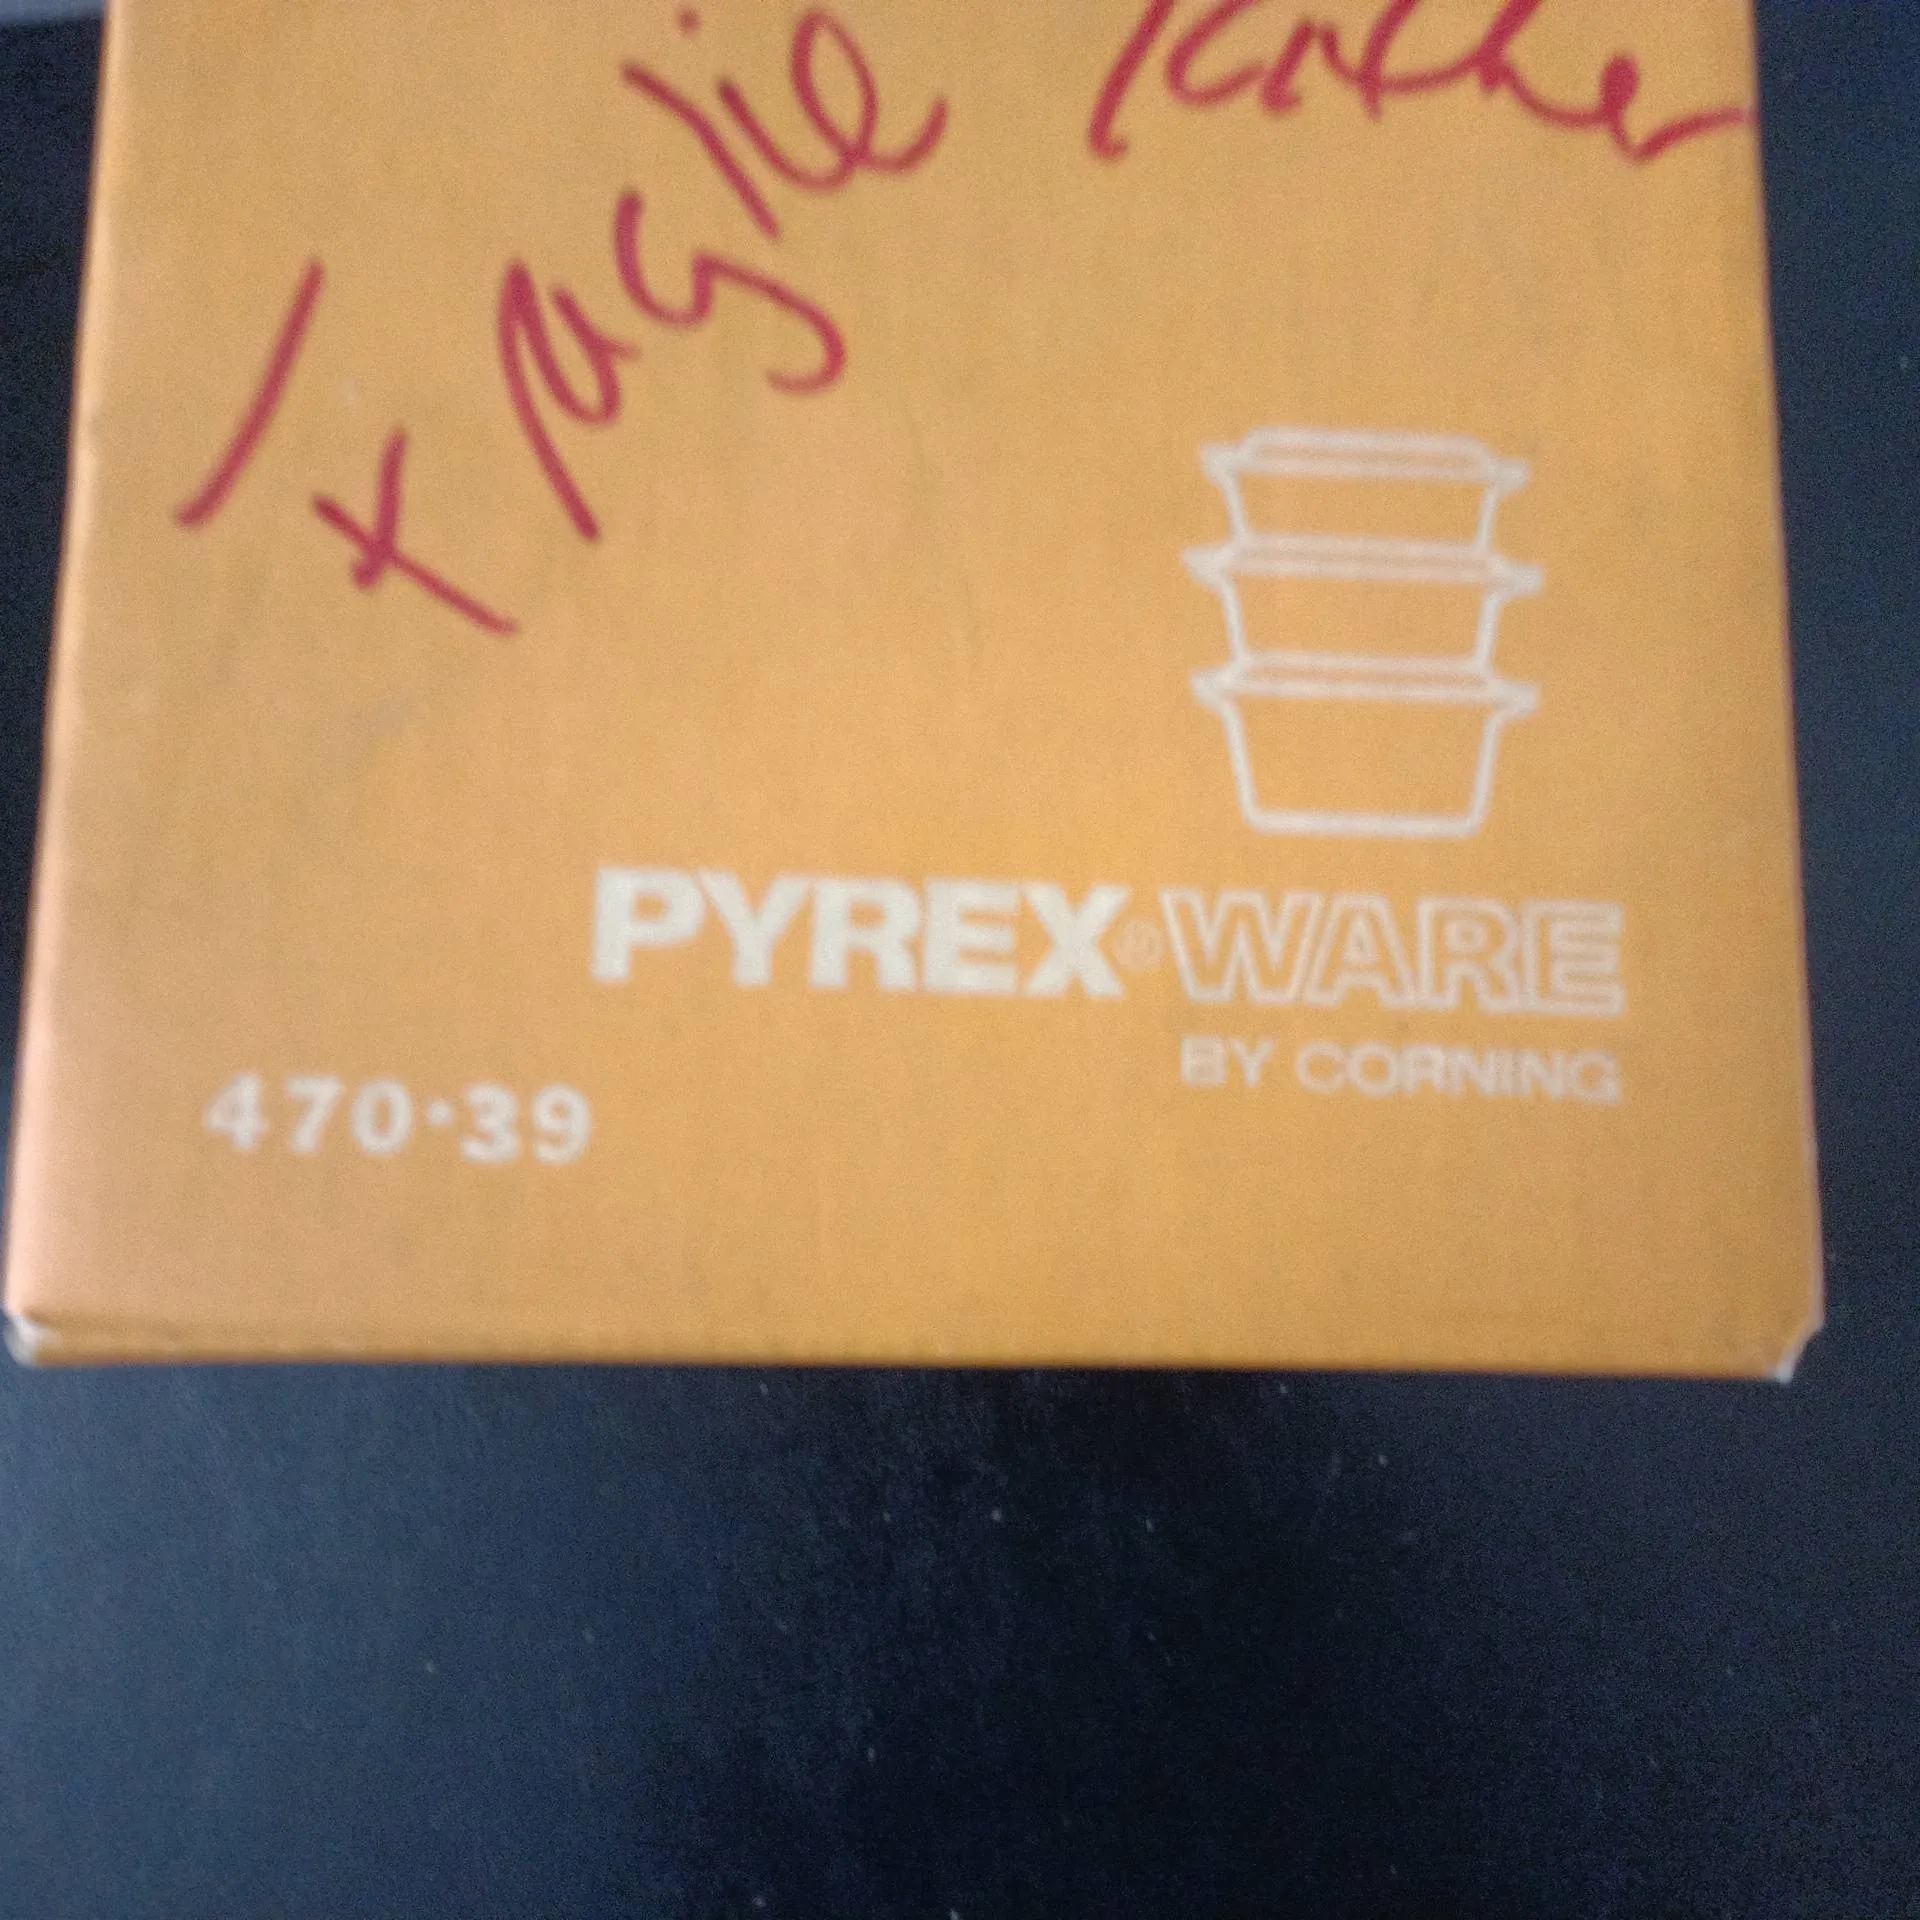 Fragile
PYREX® WARE
BY CORNING
470·39